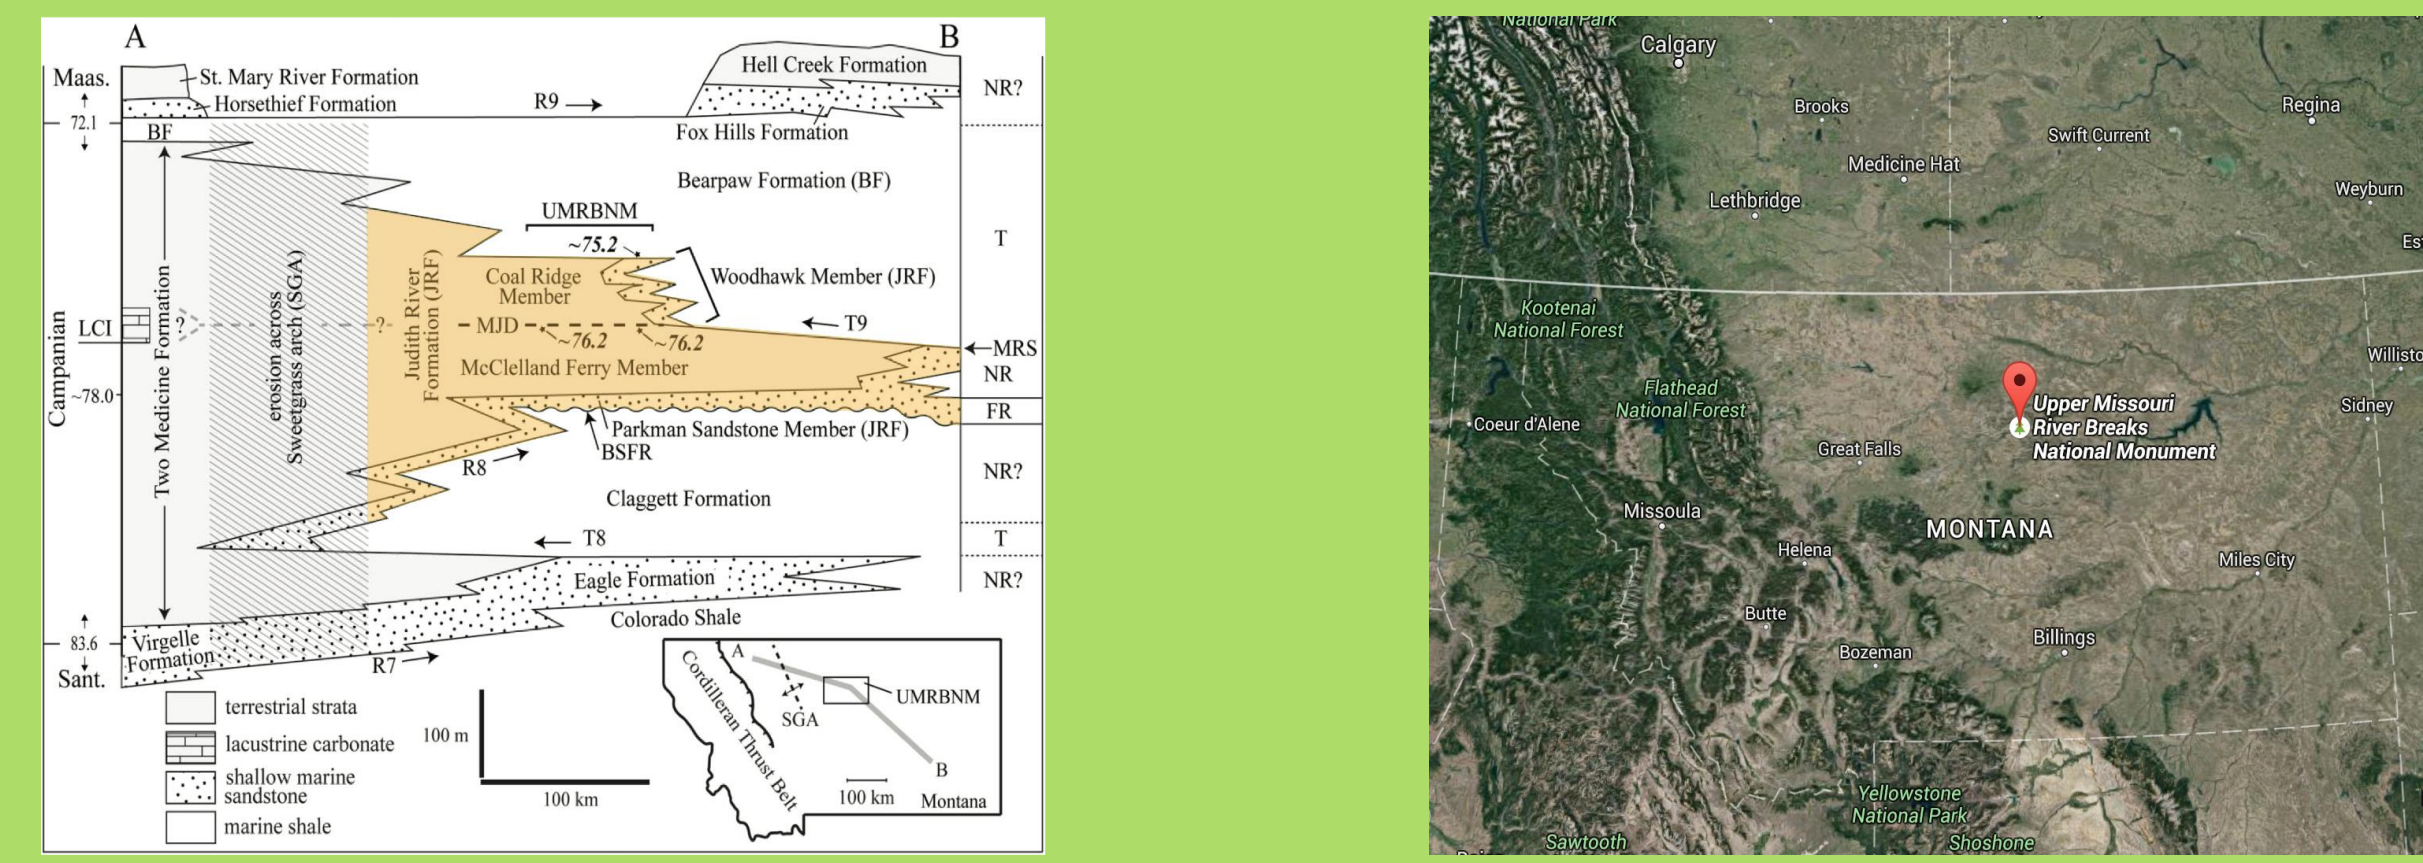 A
B
Maas.
St. Mary River Formation
Horsethief Formation
R9
Hell Creek Formation
NR?
72.1
BF
Fox Hills Formation
Bearpaw Formation (BF)
UMRBNM
~75.2
T
Coal Ridge
Member
Woodhawk Member (JRF)
Campanian
LCI
?
?
MJD
T9
~76.2
~76.2
Two Medicine Formation
erosion across
Sweetgrass arch (SGA)
Judith River
Formation (JRF)
McClelland Ferry Member
MRS
NR
~78.0
FR
Parkman Sandstone Member (JRF)
BSFR
R8
NR?
Claggett Formation
T8
T
Eagle Formation
NR?
Colorado Shale
83.6
Virgelle
Formation
R7
Sant.
terrestrial strata
lacustrine carbonate
shallow marine
sandstone
marine shale
100 m
100 km
A
Cordilleran Thrust Belt
SGA
UMRBNM
B
100 km
Montana
National Park
Calgary
Brooks
Regina
Swift Current
Medicine Hat
Lethbridge
Weyburn
Kootenai
National Forest
Flathead
National Forest
Coeur d'Alene
Upper Missouri
River Breaks
National Monument
Great Falls
Sidney
Missoula
MONTANA
Helena
Miles City
Butte
Billings
Bozeman
Yellowstone
National Park
Sawtooth
Shoshone